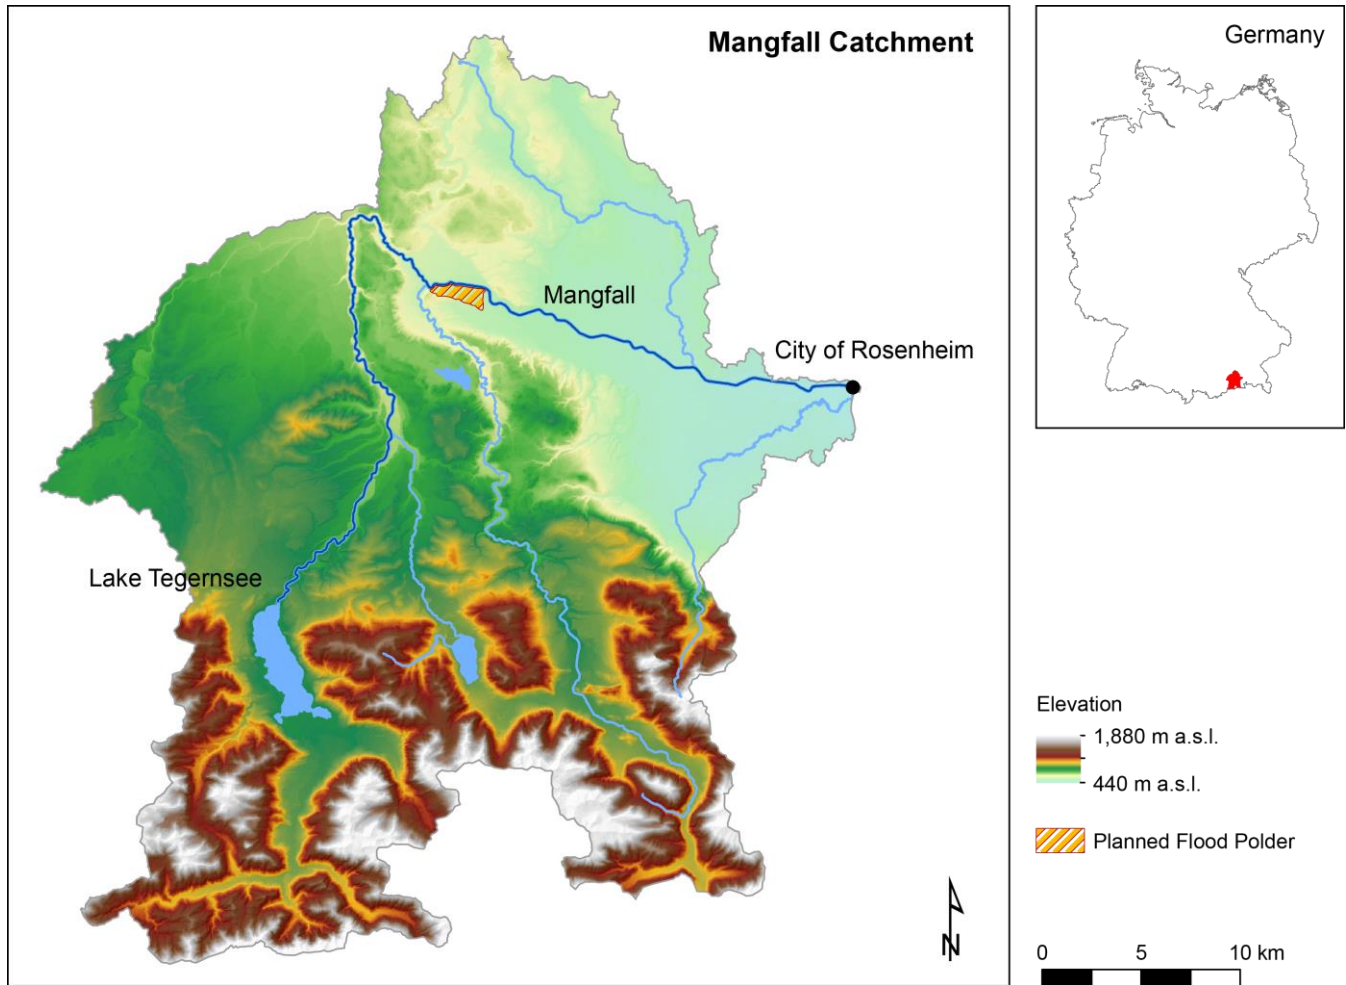 Mangfall Catchment
Germany
Mangfall
City of Rosenheim
Lake Tegernsee
Elevation
1,880 m a.s.l.
440 m a.s.l.
Planned Flood Polder
N
0 5 10 km